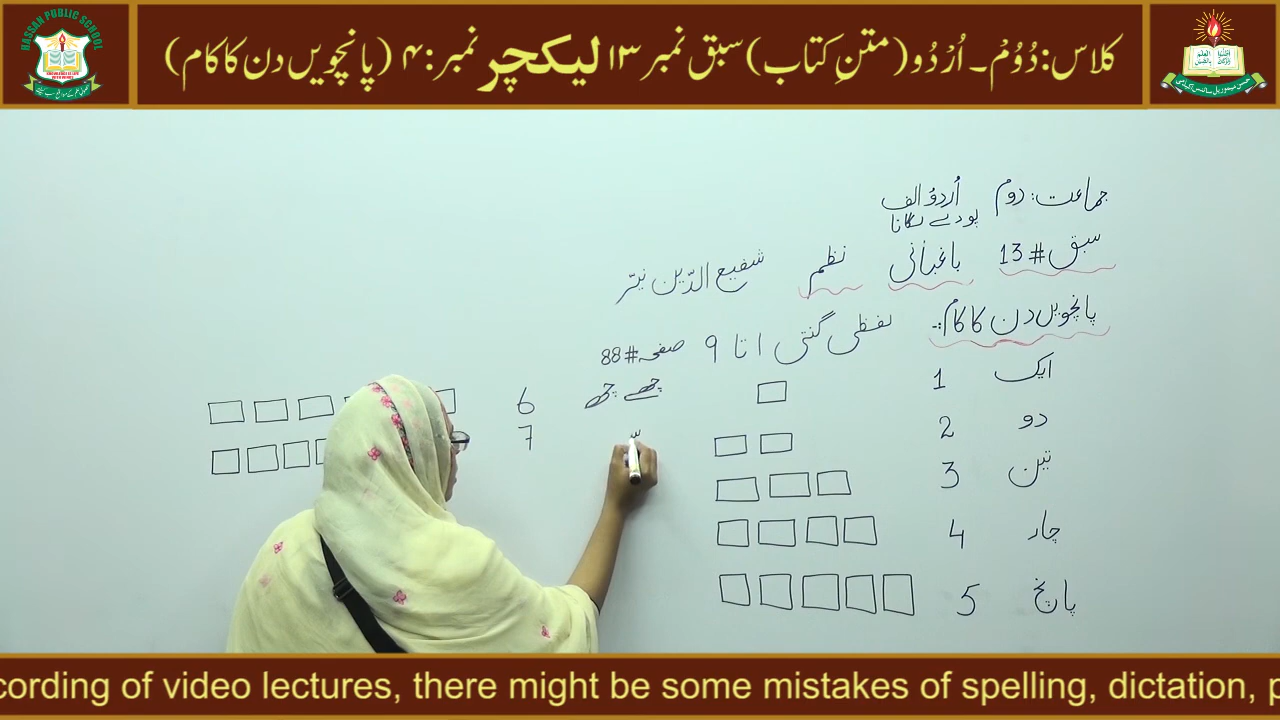 HASSAN PUBLIC SCHOOL
کلاس: دُوُم۔ اُرْدُو (متنِ کتاب) سبق نمبر ۱۳ لیکچر نمبر: ۴ (پانچویں دن کا کام)
جماعت: دوم اُردُو الف
پودے لگانا
سبق # 13 باغبانی نظم شفیع الدّین نیّر
پانچویں دن کا کام:۔ لفظی گنتی ۱ تا ۹ صفحہ # 88
ایک 1
دو 2
تین 3
چار 4
پانچ 5
چھے چھ 6
7
cording of video lectures, there might be some mistakes of spelling, dictation, p